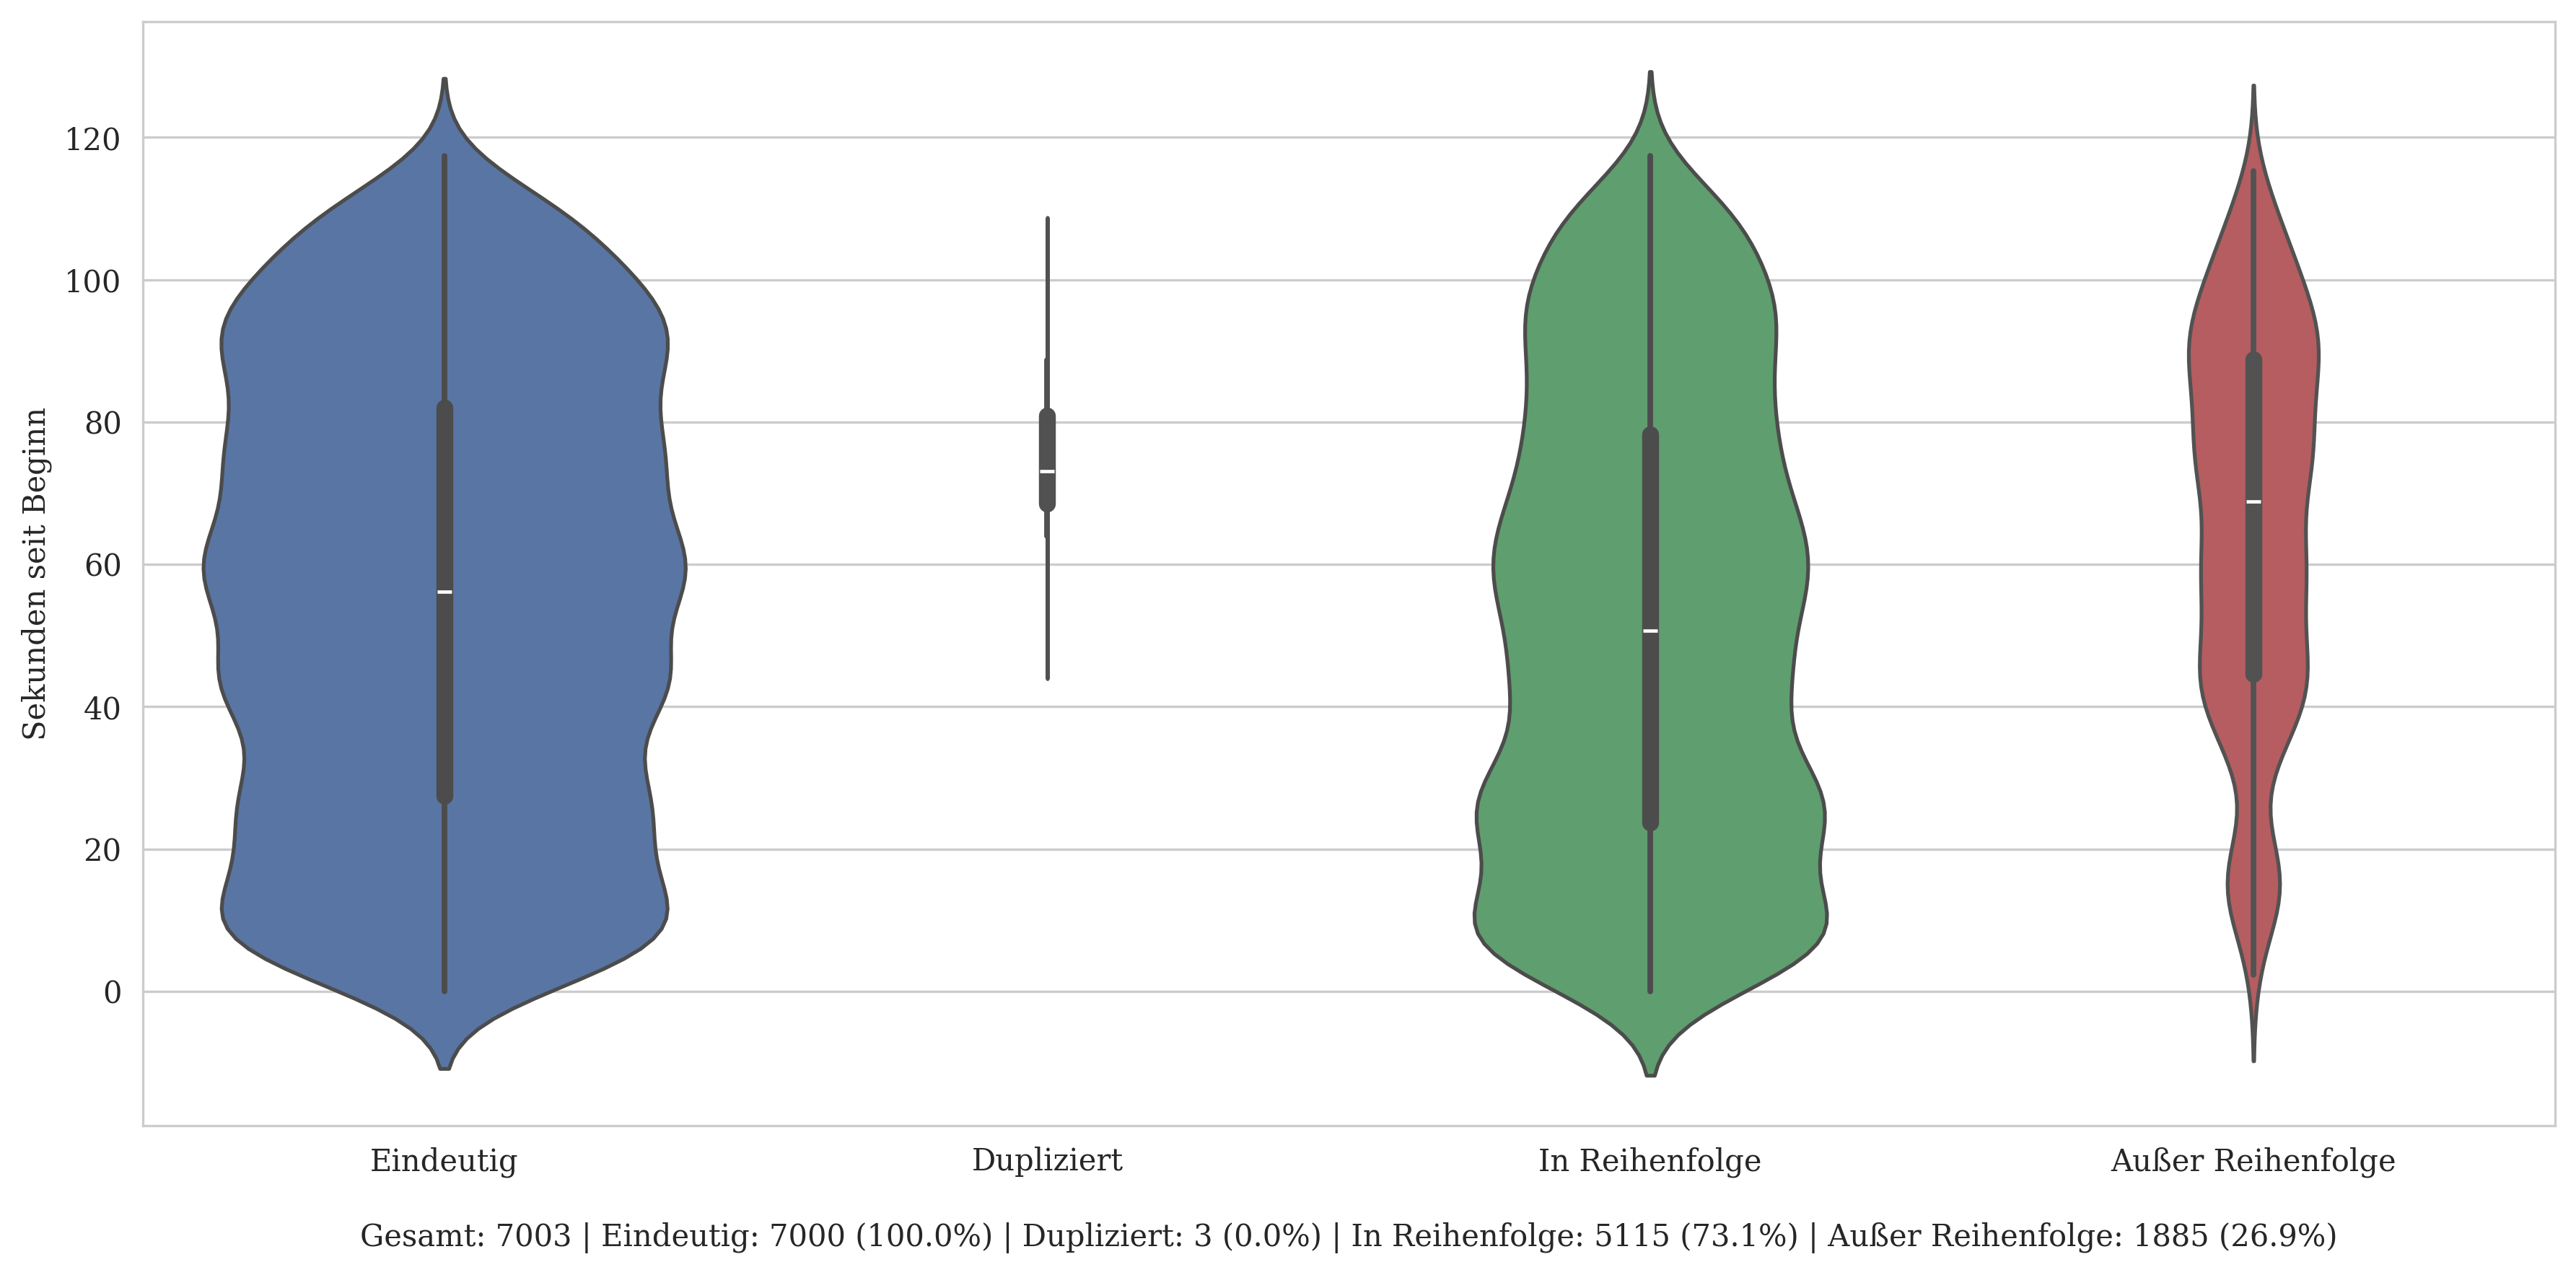 Sekunden seit Beginn
120
100
80
60
40
20
0
Eindeutig
Dupliziert
In Reihenfolge
Außer Reihenfolge
Gesamt: 7003 | Eindeutig: 7000 (100.0%) | Dupliziert: 3 (0.0%) | In Reihenfolge: 5115 (73.1%) | Außer Reihenfolge: 1885 (26.9%)